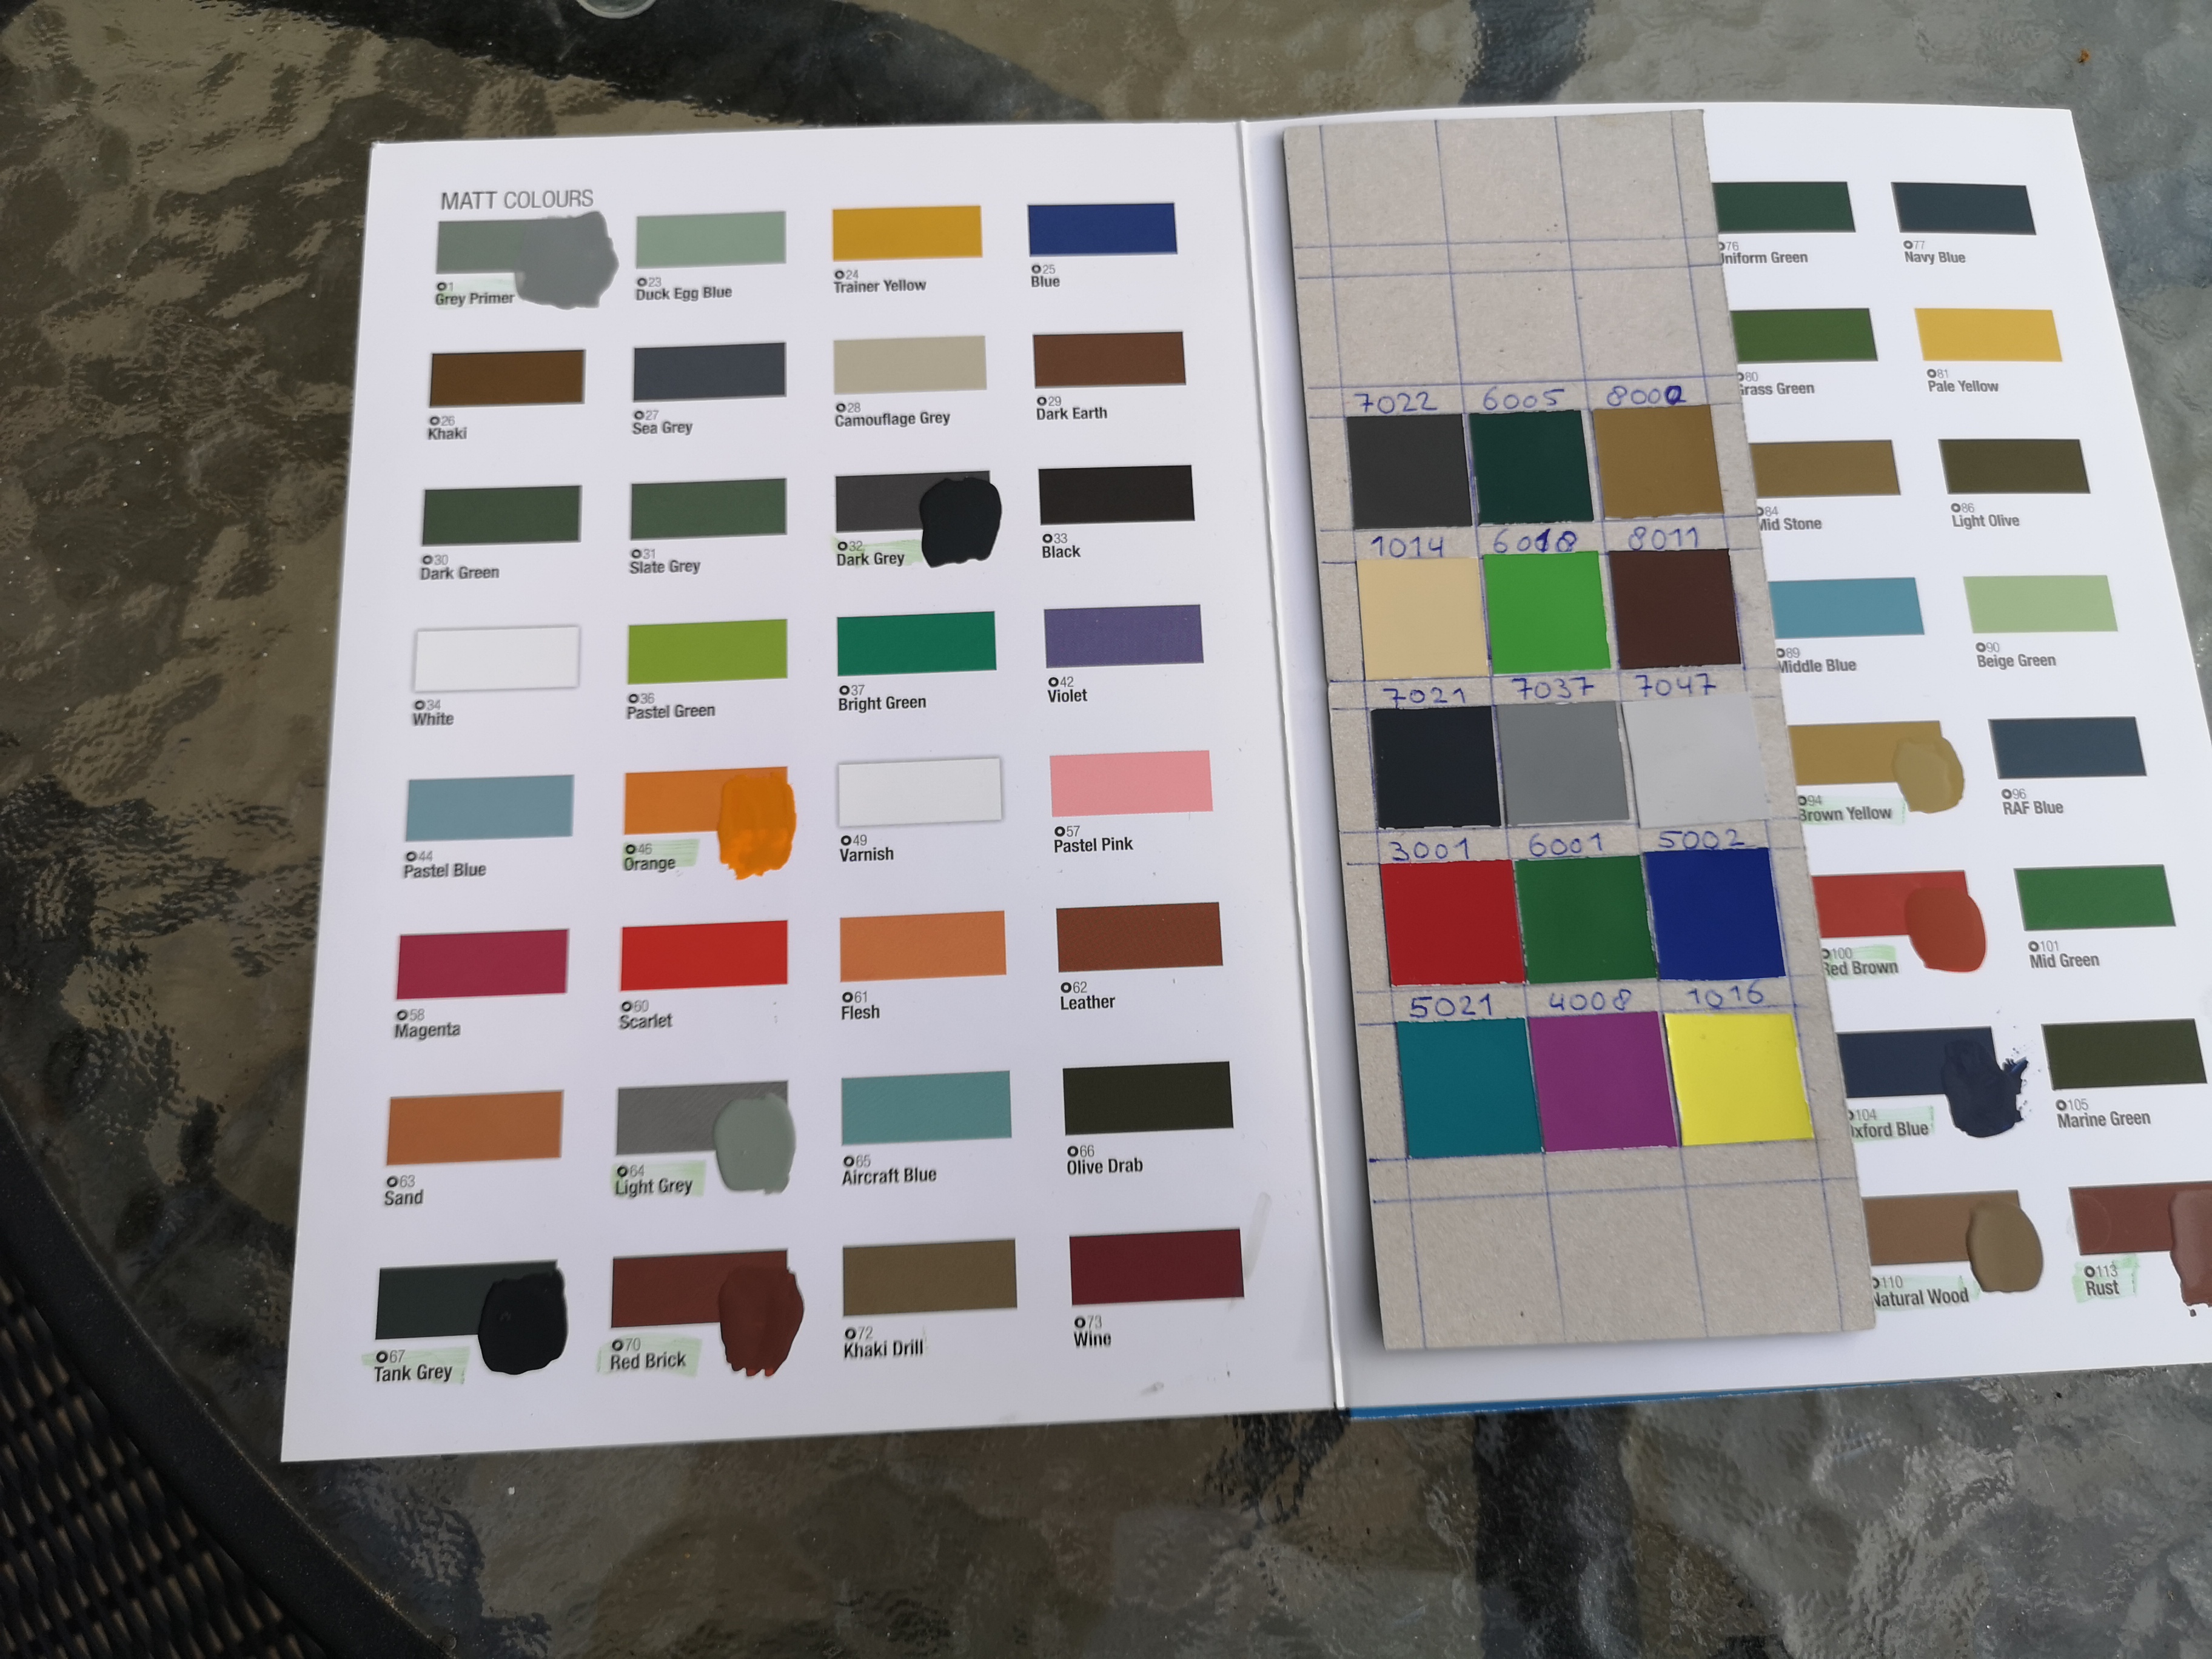 MATT COLOURS
1
Grey Primer
23
Duck Egg Blue
24
Trainer Yellow
25
Blue
26
Khaki
27
Sea Grey
28
Camouflage Grey
29
Dark Earth
30
Dark Green
31
Slate Grey
32
Dark Grey
33
Black
34
White
36
Pastel Green
37
Bright Green
42
Violet
44
Pastel Blue
46
Orange
49
Varnish
57
Pastel Pink
58
Magenta
60
Scarlet
61
Flesh
62
Leather
63
Sand
64
Light Grey
65
Aircraft Blue
66
Olive Drab
67
Tank Grey
70
Red Brick
72
Khaki Drill
73
Wine
7022 6005 8000
1014 6018 8011
7021 7037 7047
3001 6001 5002
5021 4008 1016
76
Uniform Green
77
Navy Blue
80
Grass Green
81
Pale Yellow
84
Mid Stone
86
Light Olive
89
Middle Blue
90
Beige Green
94
Brown Yellow
96
RAF Blue
100
Red Brown
101
Mid Green
104
Oxford Blue
105
Marine Green
110
Natural Wood
113
Rust